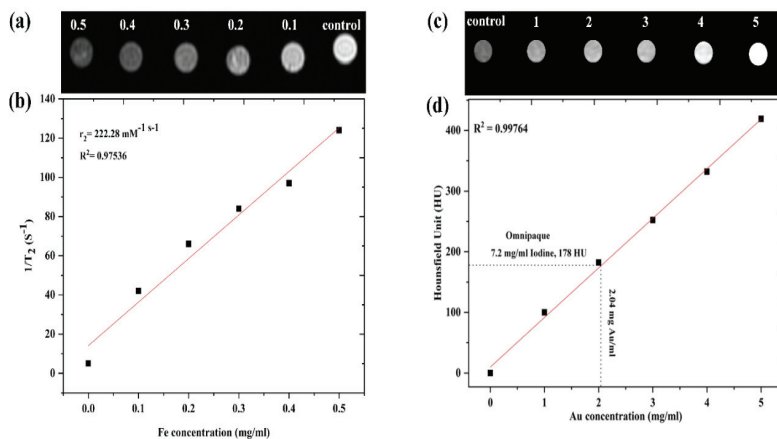 (a)
0.5 0.4 0.3 0.2 0.1 control
(b)
140
120
100
80
60
40
20
0
1/T2 (S⁻¹)
r2= 222.28 mM⁻¹ s-1
R²= 0.97536
0.0 0.1 0.2 0.3 0.4 0.5
Fe concentration (mg/ml)
(c)
control 1 2 3 4 5
(d)
400
300
200
100
0
Hounsfield Unit (HU)
R² = 0.99764
Omnipaque
7.2 mg/ml Iodine, 178 HU
2.04 mg Au/ml
0 1 2 3 4 5
Au concentration (mg/ml)